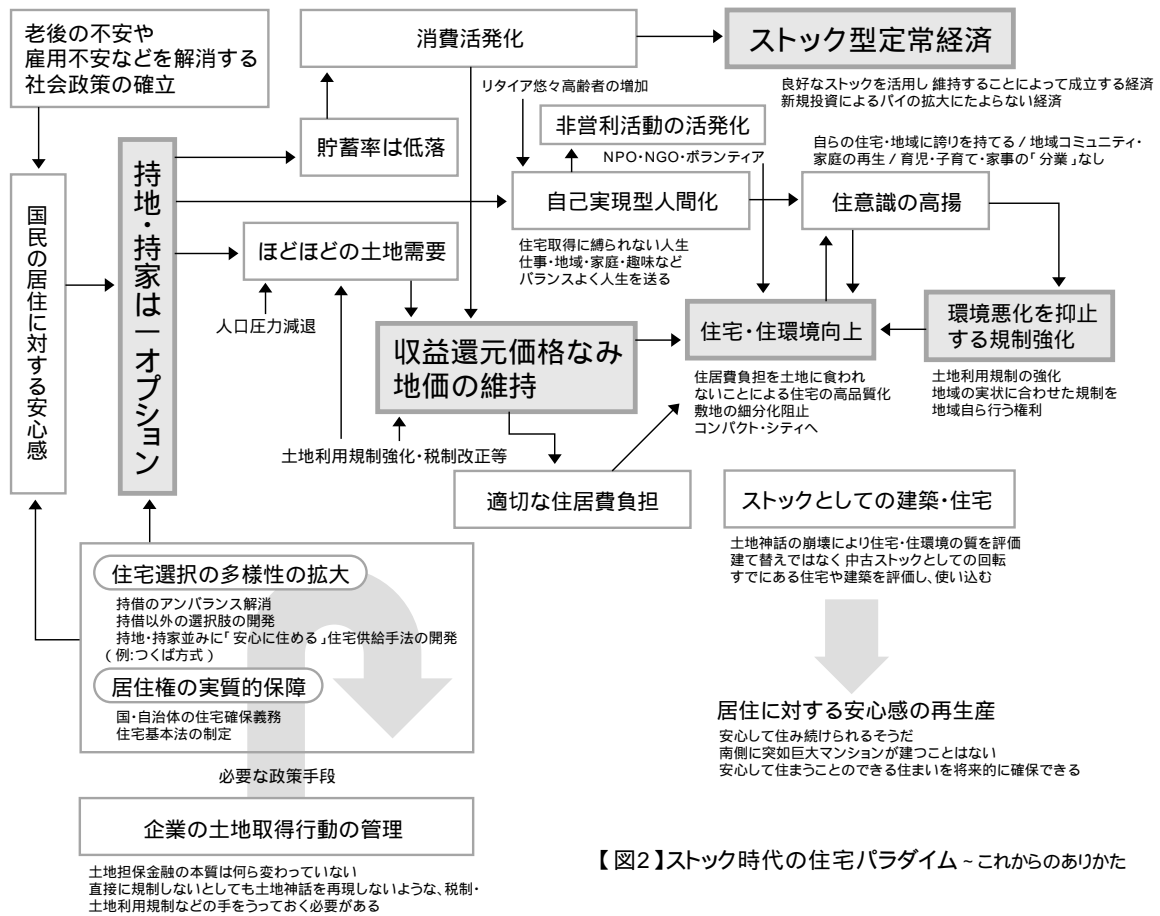 老後の不安や
雇用不安などを解消する
社会政策の確立
消費活発化
ストック型定常経済
良好なストックを活用し維持することによって成立する経済
新規投資によるパイの拡大にたよらない経済
リタイア悠々高齢者の増加
貯蓄率は低落
非営利活動の活発化
NPO・NGO・ボランティア
自らの住宅・地域に誇りを持てる / 地域コミュニティ・
家庭の再生 / 育児・子育て・家事の「分業」なし
国民の居住に対する安心感
持地・持家は一オプション
自己実現型人間化
住宅取得に縛られない人生
仕事・地域・家庭・趣味など
バランスよく人生を送る
住意識の高揚
ほどほどの土地需要
人口圧力減退
収益還元価格なみ
地価の維持
土地利用規制強化・税制改正等
住宅・住環境向上
住居費負担を土地に食われ
ないことによる住宅の高品質化
敷地の細分化阻止
コンパクト・シティへ
環境悪化を抑止
する規制強化
土地利用規制の強化
地域の実状に合わせた規制を
地域自ら行う権利
適切な住居費負担
ストックとしての建築・住宅
土地神話の崩壊により住宅・住環境の質を評価
建て替えではなく中古ストックとしての回転
すでにある住宅や建築を評価し、使い込む
住宅選択の多様性の拡大
持借のアンバランス解消
持借以外の選択肢の開発
持地・持家並みに「安心に住める」住宅供給手法の開発
(例:つくば方式)
居住権の実質的保障
国・自治体の住宅確保義務
住宅基本法の制定
必要な政策手段
居住に対する安心感の再生産
安心して住み続けられるそうだ
南側に突如巨大マンションが建つことはない
安心して住まうことのできる住まいを将来的に確保できる
企業の土地取得行動の管理
土地担保金融の本質は何ら変わっていない
直接に規制しないとしても土地神話を再現しないような、税制・
土地利用規制などの手をうっておく必要がある
【図2】ストック時代の住宅パラダイム ~ これからのありかた